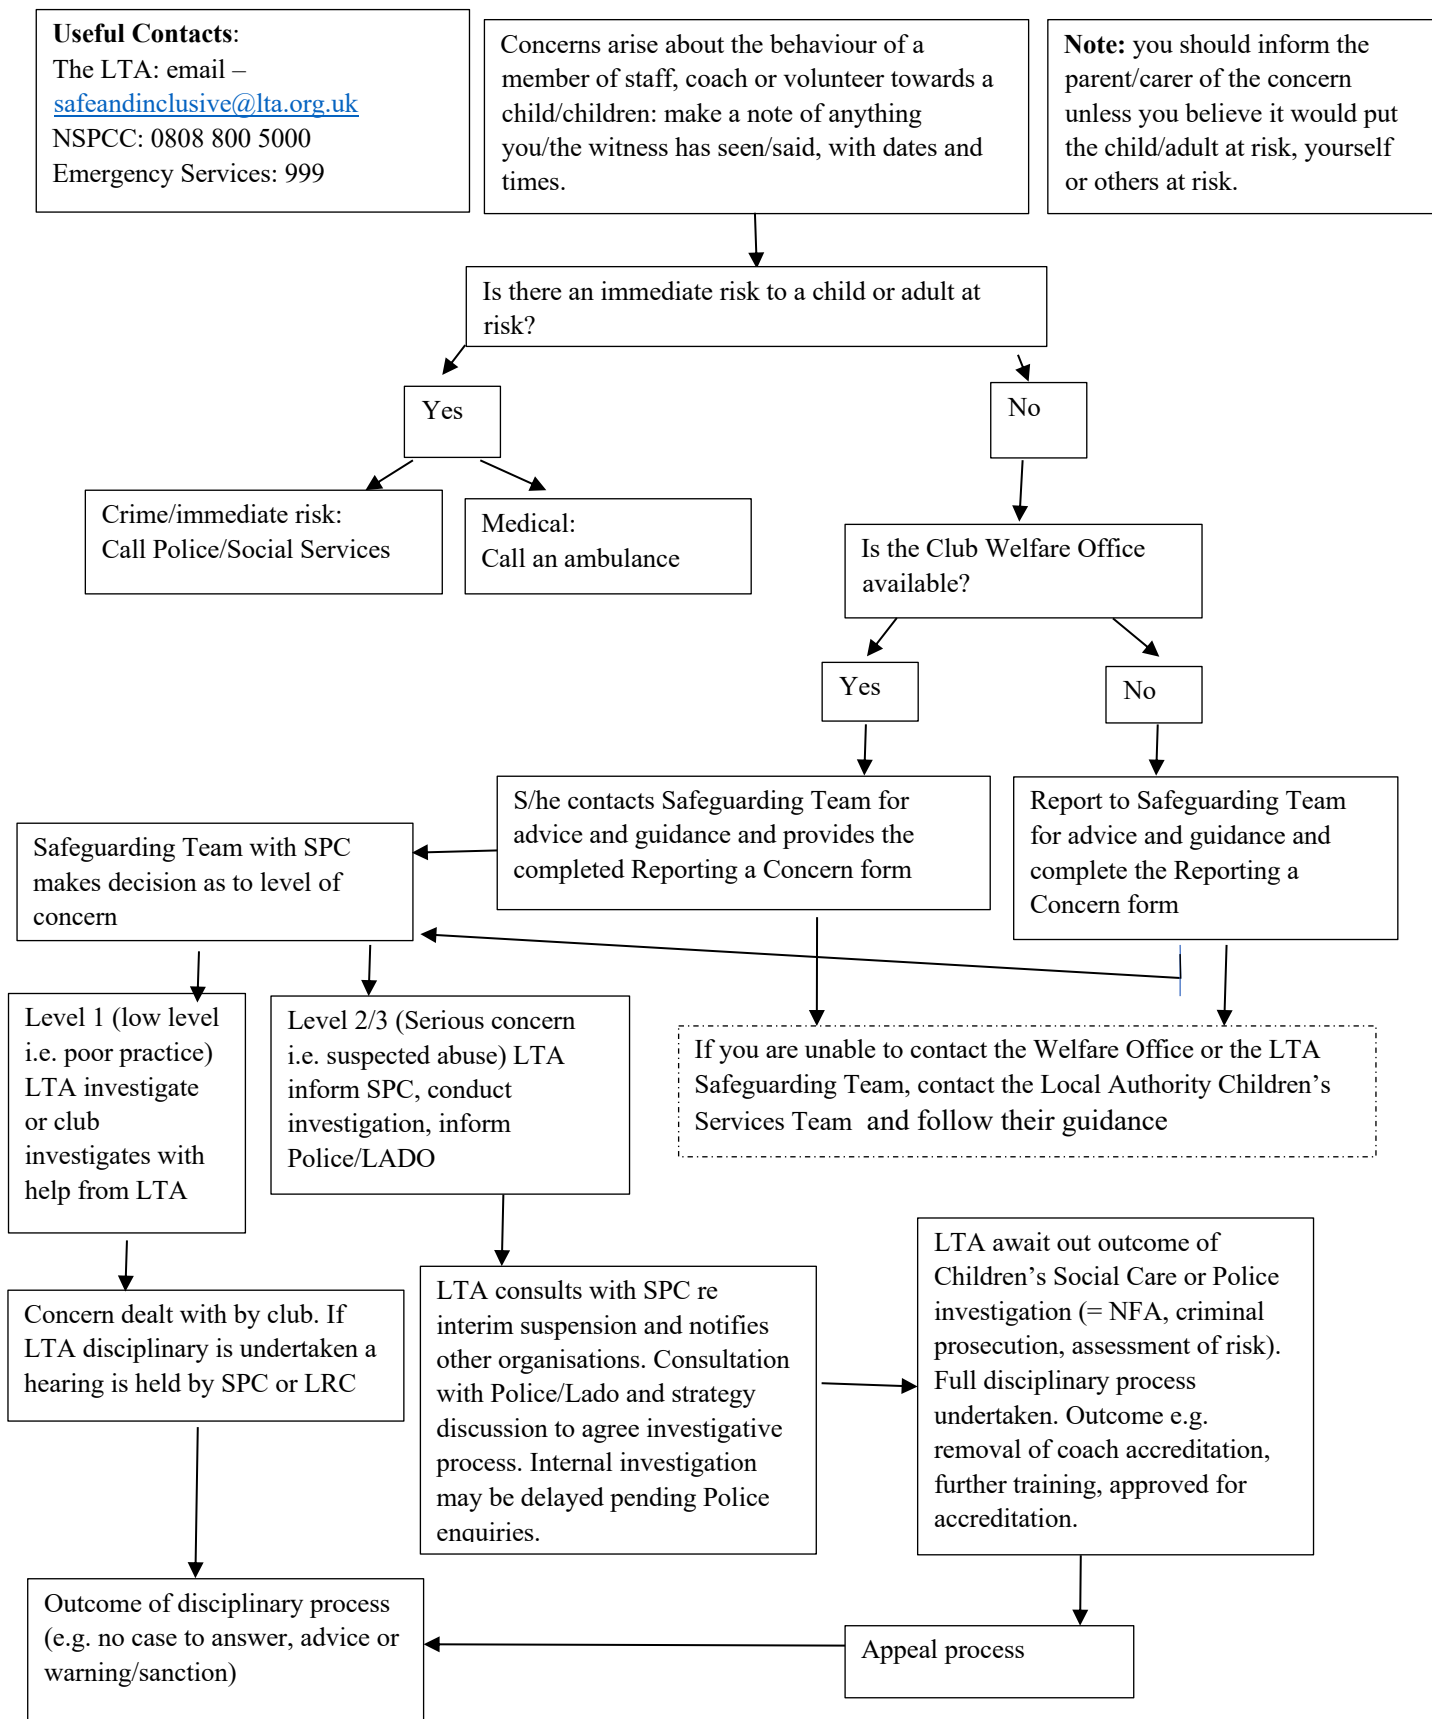 Useful Contacts:
The LTA: email –
safeandinclusive@lta.org.uk
NSPCC: 0808 800 5000
Emergency Services: 999
Concerns arise about the behaviour of a
member of staff, coach or volunteer towards a
child/children: make a note of anything
you/the witness has seen/said, with dates and
times.
Note: you should inform the
parent/carer of the concern
unless you believe it would put
the child/adult at risk, yourself
or others at risk.
Is there an immediate risk to a child or adult at
risk?
Yes
No
Crime/immediate risk:
Call Police/Social Services
Medical:
Call an ambulance
Is the Club Welfare Office
available?
Yes
No
S/he contacts Safeguarding Team for
advice and guidance and provides the
completed Reporting a Concern form
Report to Safeguarding Team
for advice and guidance and
complete the Reporting a
Concern form
Safeguarding Team with SPC
makes decision as to level of
concern
Level 1 (low level
i.e. poor practice)
LTA investigate
or club
investigates with
help from LTA
Level 2/3 (Serious concern
i.e. suspected abuse) LTA
inform SPC, conduct
investigation, inform
Police/LADO
If you are unable to contact the Welfare Office or the LTA
Safeguarding Team, contact the Local Authority Children’s
Services Team and follow their guidance
Concern dealt with by club. If
LTA disciplinary is undertaken a
hearing is held by SPC or LRC
LTA consults with SPC re
interim suspension and notifies
other organisations. Consultation
with Police/Lado and strategy
discussion to agree investigative
process. Internal investigation
may be delayed pending Police
enquiries.
LTA await out outcome of
Children’s Social Care or Police
investigation (= NFA, criminal
prosecution, assessment of risk).
Full disciplinary process
undertaken. Outcome e.g.
removal of coach accreditation,
further training, approved for
accreditation.
Outcome of disciplinary process
(e.g. no case to answer, advice or
warning/sanction)
Appeal process